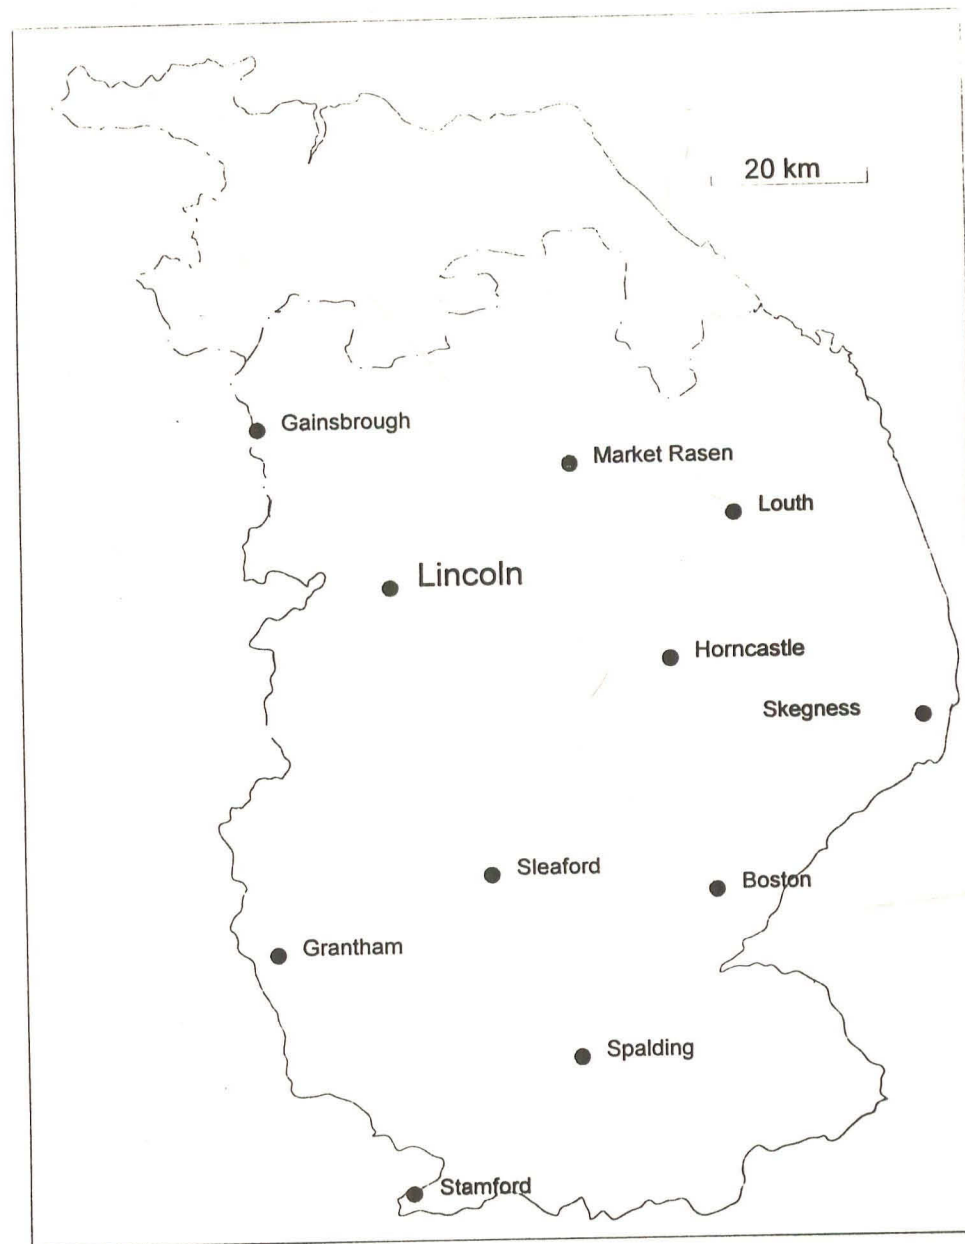 20 km
Gainsbrough
Market Rasen
Louth
Lincoln
Horncastle
Skegness
Sleaford
Boston
Grantham
Spalding
Stamford